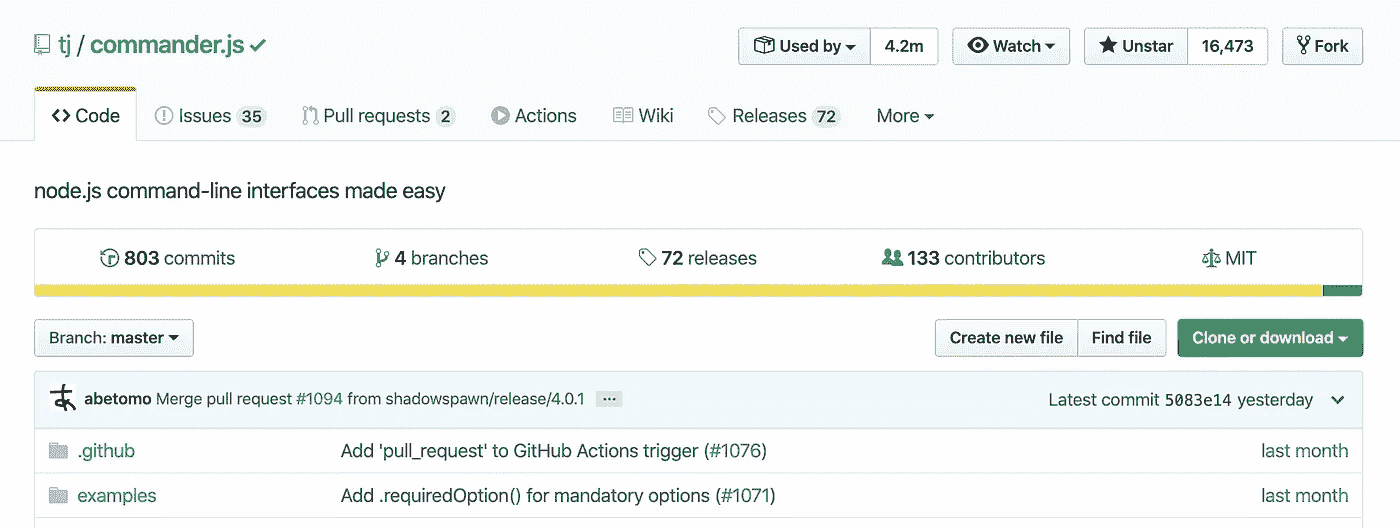 tj / commander.js
Used by 4.2m Watch Unstar 16,473 Fork
Code Issues 35 Pull requests 2 Actions Wiki Releases 72 More
node.js command-line interfaces made easy
803 commits 4 branches 72 releases 133 contributors MIT
Branch: master Create new file Find file Clone or download
abetomo Merge pull request #1094 from shadowspawn/release/4.0.1 ... Latest commit 5083e14 yesterday
.github Add 'pull_request' to GitHub Actions trigger (#1076) last month
examples Add .requiredOption() for mandatory options (#1071) last month